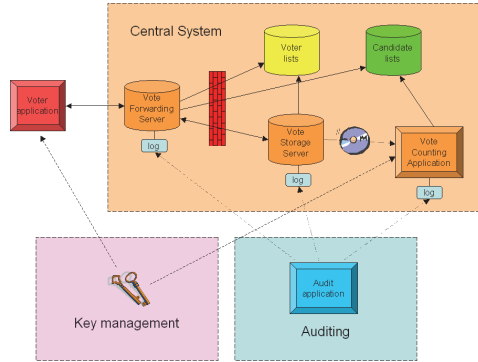 Central System
Voter
lists
Candidate
lists
Voter
application
Vote
Forwarding
Server
Vote
Storage
Server
Vote
Counting
Application
log
log
log
Key management
Audit
application
Auditing